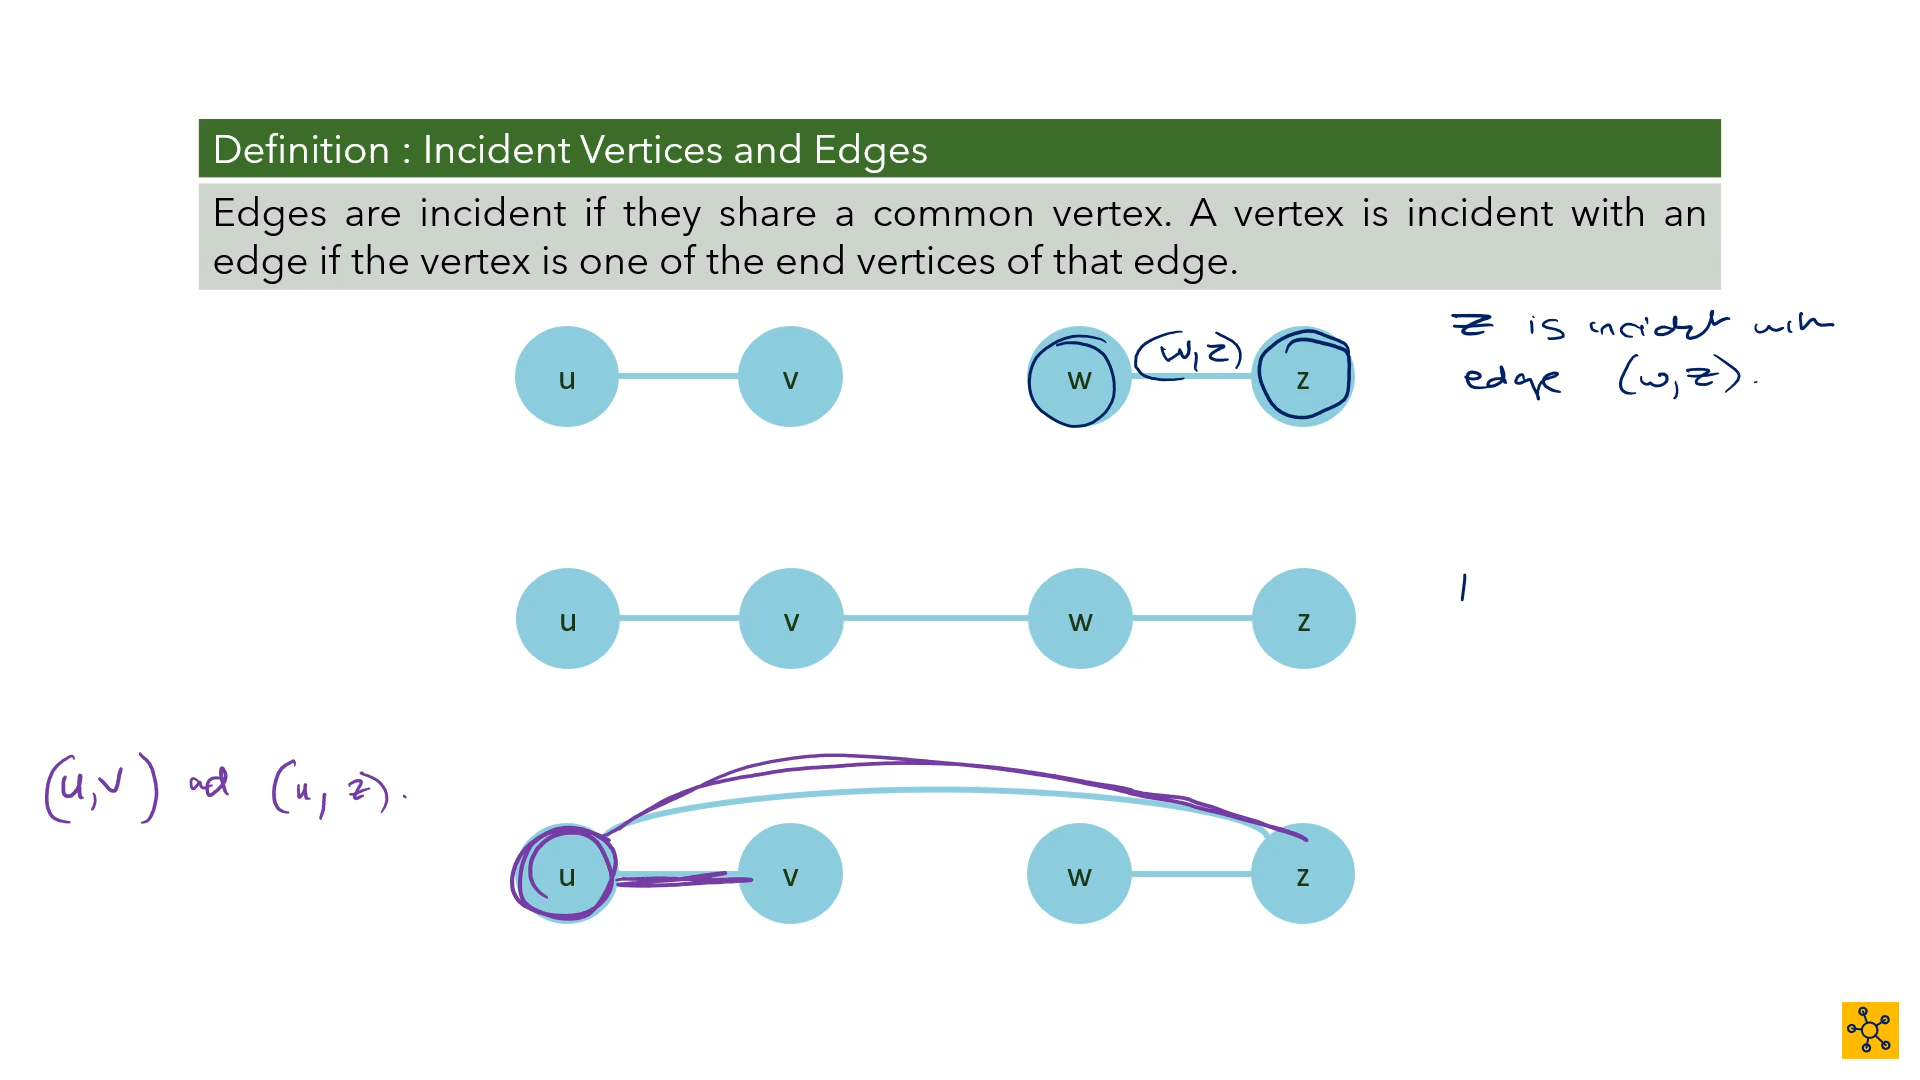 Definition : Incident Vertices and Edges
Edges are incident if they share a common vertex. A vertex is incident with an
edge if the vertex is one of the end vertices of that edge.
u v w (w,z) z
z is incident with
edge (w,z).
u v w z
(u,v) and (u, z).
u v w z